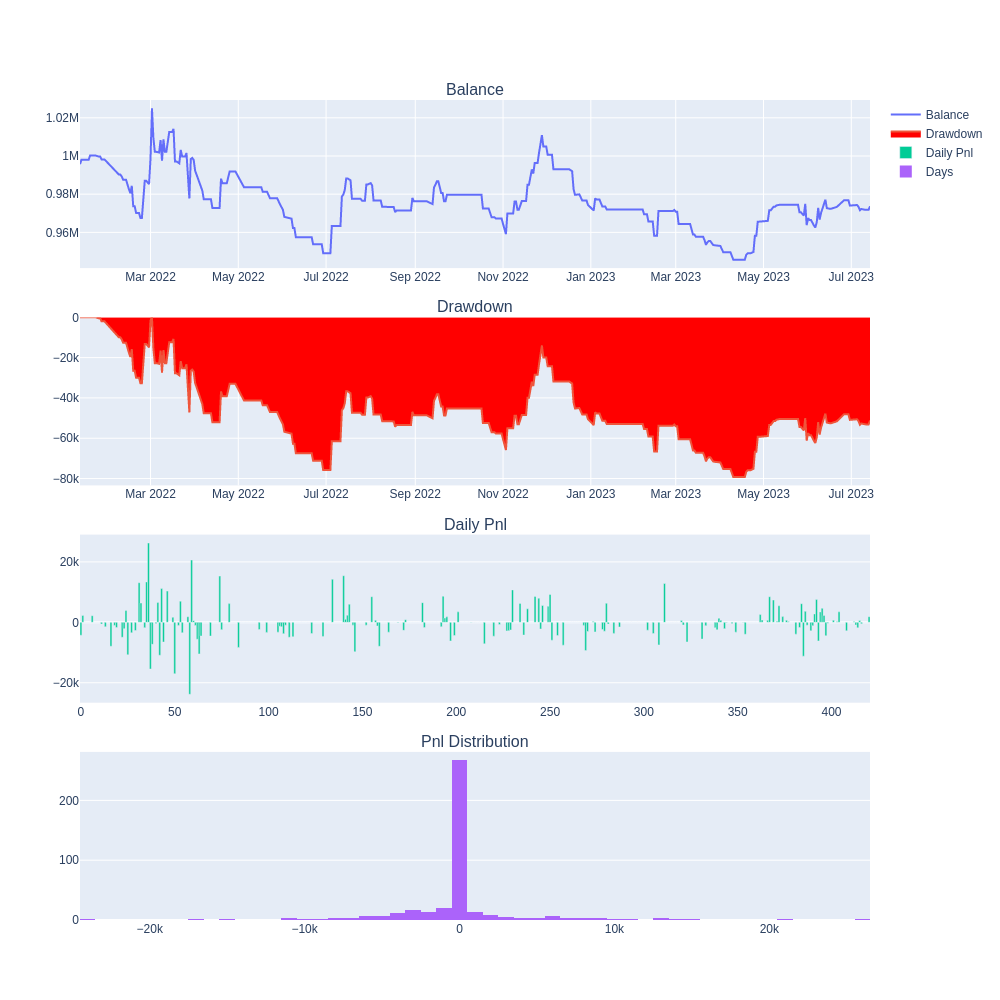 Balance
1.02M
1M
0.98M
0.96M
Mar 2022 May 2022 Jul 2022 Sep 2022 Nov 2022 Jan 2023 Mar 2023 May 2023 Jul 2023
Balance
Drawdown
Daily Pnl
Days
Drawdown
0
−20k
−40k
−60k
−80k
Mar 2022 May 2022 Jul 2022 Sep 2022 Nov 2022 Jan 2023 Mar 2023 May 2023 Jul 2023
Daily Pnl
20k
0
−20k
0 50 100 150 200 250 300 350 400
Pnl Distribution
200
100
0
−20k −10k 0 10k 20k